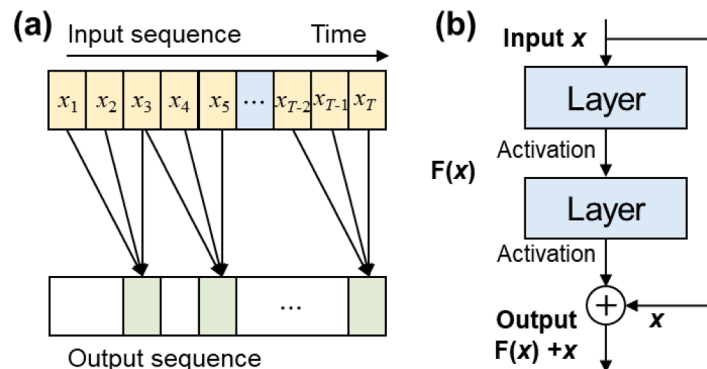 (a)
Input sequence Time
x1 x2 x3 x4 x5 ... xT-2 xT-1 xT
...
Output sequence
(b)
Input x
Layer
Activation
F(x)
Layer
Activation
+
x
Output
F(x) +x